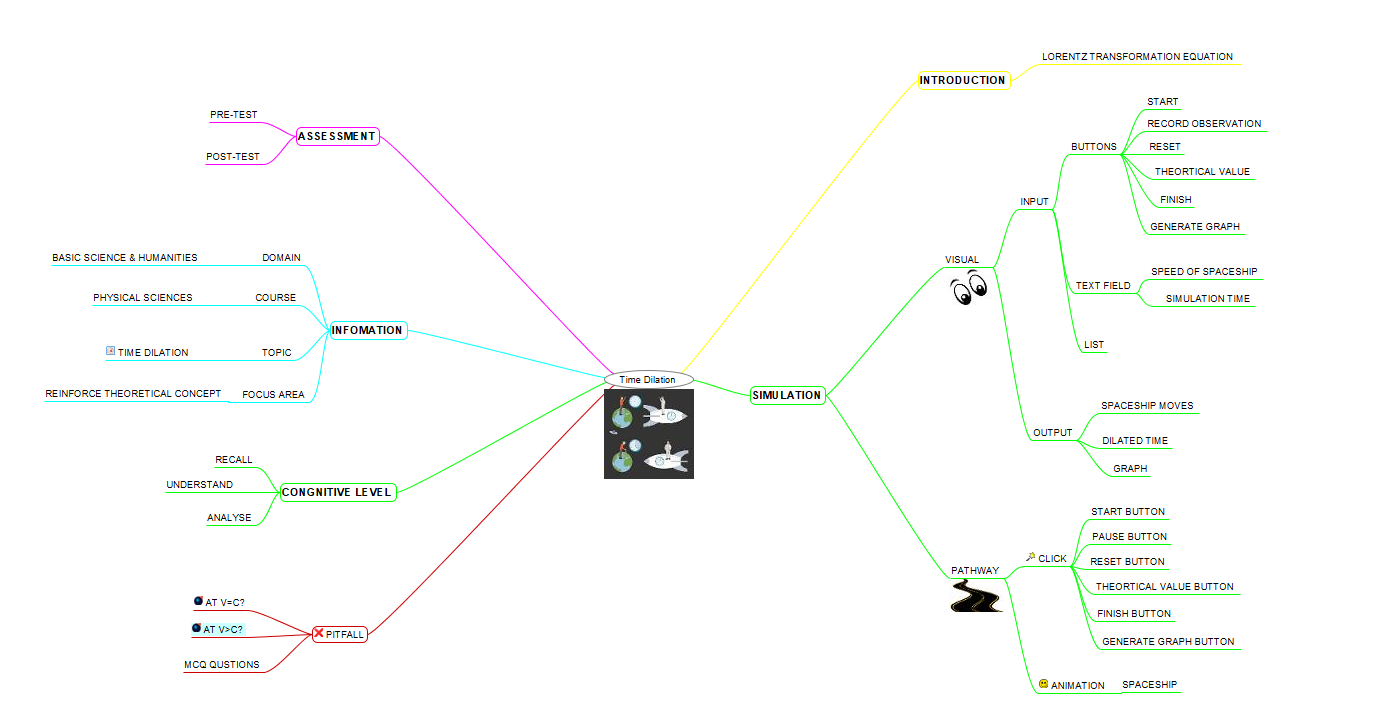 Time Dilation
INTRODUCTION
LORENTZ TRANSFORMATION EQUATION
SIMULATION
VISUAL
INPUT
BUTTONS
START
RECORD OBSERVATION
RESET
THEORTICAL VALUE
FINISH
GENERATE GRAPH
TEXT FIELD
SPEED OF SPACESHIP
SIMULATION TIME
LIST
OUTPUT
SPACESHIP MOVES
DILATED TIME
GRAPH
PATHWAY
CLICK
START BUTTON
PAUSE BUTTON
RESET BUTTON
THEORTICAL VALUE BUTTON
FINISH BUTTON
GENERATE GRAPH BUTTON
ANIMATION
SPACESHIP
ASSESSMENT
PRE-TEST
POST-TEST
INFOMATION
DOMAIN
BASIC SCIENCE & HUMANITIES
COURSE
PHYSICAL SCIENCES
TOPIC
TIME DILATION
FOCUS AREA
REINFORCE THEORETICAL CONCEPT
CONGNITIVE LEVEL
RECALL
UNDERSTAND
ANALYSE
PITFALL
AT V=C?
AT V>C?
MCQ QUSTIONS